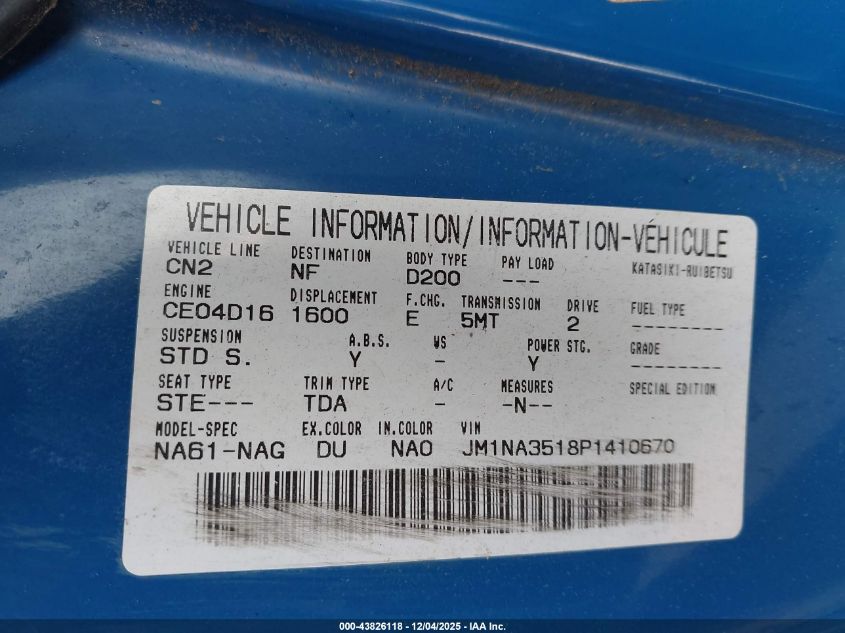 VEHICLE INFORMATION/INFORMATION-VÉHICULE
VEHICLE LINE DESTINATION BODY TYPE PAY LOAD KATASIKI-RUIBETSU
CN2 NF D200 ---
ENGINE DISPLACEMENT F.CHG. TRANSMISSION DRIVE FUEL TYPE
CE04D16 1600 E 5MT 2 --------
SUSPENSION A.B.S. WS POWER STG. GRADE
STD S. Y - Y --------
SEAT TYPE TRIM TYPE A/C MEASURES SPECIAL EDITION
STE--- TDA - -N--
MODEL-SPEC EX.COLOR IN.COLOR VIN
NA61-NAG DU NA0 JM1NA3518P1410670
000-43826118 - 12/04/2025 - IAA Inc.